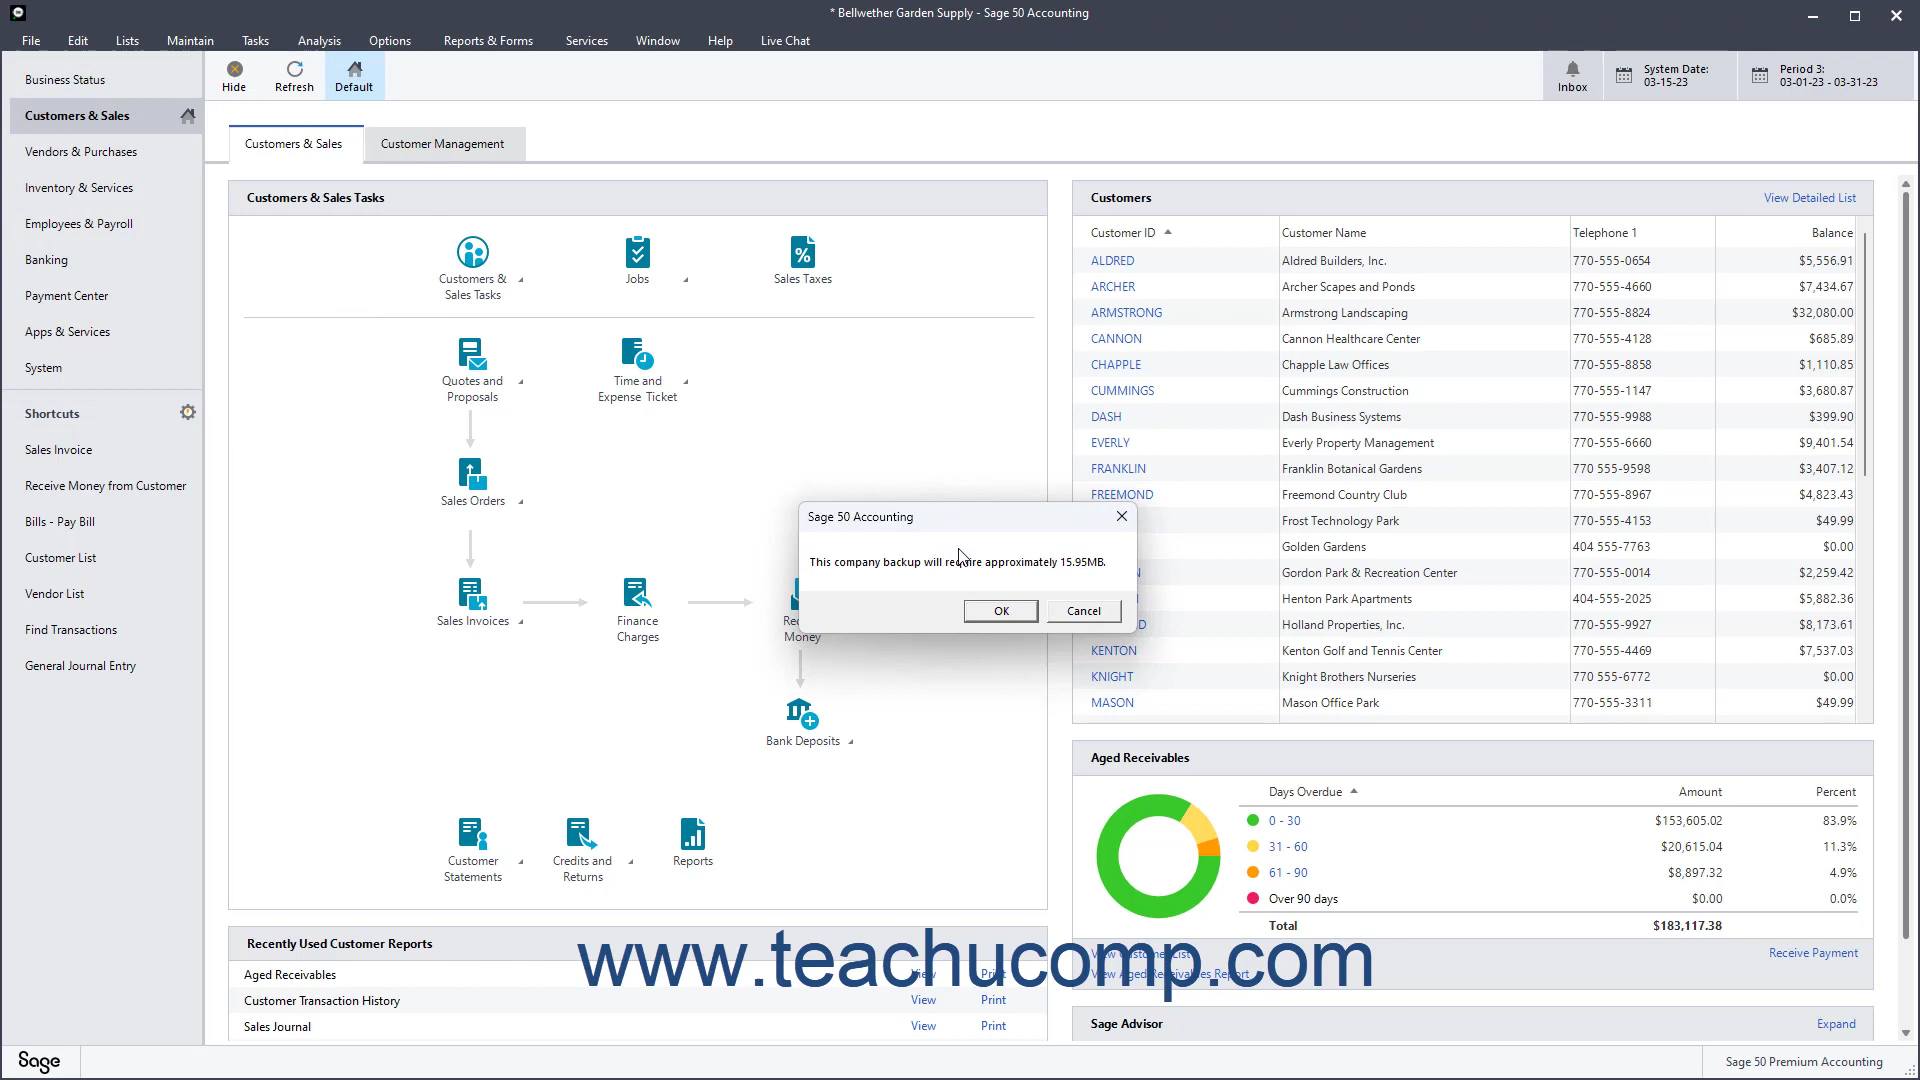 * Bellwether Garden Supply - Sage 50 Accounting
File Edit Lists Maintain Tasks Analysis Options Reports & Forms Services Window Help Live Chat
Business Status
Customers & Sales
Vendors & Purchases
Inventory & Services
Employees & Payroll
Banking
Payment Center
Apps & Services
System
Shortcuts
Sales Invoice
Receive Money from Customer
Bills - Pay Bill
Customer List
Vendor List
Find Transactions
General Journal Entry
Hide Refresh Default
Inbox
System Date:
03-15-23
Period 3:
03-01-23 - 03-31-23
Customers & Sales Customer Management
Customers & Sales Tasks
Customers &
Sales Tasks
Jobs
Sales Taxes
Quotes and
Proposals
Time and
Expense Ticket
Sales Orders
Sales Invoices
Finance
Charges
Money
Bank Deposits
Customer
Statements
Credits and
Returns
Reports
Sage 50 Accounting
This company backup will require approximately 15.95MB.
OK Cancel
Recently Used Customer Reports
Aged Receivables View Print
Customer Transaction History View Print
Sales Journal View Print
Customers View Detailed List
Customer ID Customer Name Telephone 1 Balance
ALDRED Aldred Builders, Inc. 770-555-0654 $5,556.91
ARCHER Archer Scapes and Ponds 770-555-4660 $7,434.67
ARMSTRONG Armstrong Landscaping 770-555-8824 $32,080.00
CANNON Cannon Healthcare Center 770-555-4128 $685.89
CHAPPLE Chapple Law Offices 770-555-8858 $1,110.85
CUMMINGS Cummings Construction 770-555-1147 $3,680.87
DASH Dash Business Systems 770-555-9988 $399.90
EVERLY Everly Property Management 770-555-6660 $9,401.54
FRANKLIN Franklin Botanical Gardens 770 555-9598 $3,407.12
FREEMOND Freemond Country Club 770-555-8967 $4,823.43
Frost Technology Park 770-555-4153 $49.99
Golden Gardens 404 555-7763 $0.00
Gordon Park & Recreation Center 770-555-0014 $2,259.42
Henton Park Apartments 404-555-2025 $5,882.36
Holland Properties, Inc. 770-555-9927 $8,173.61
KENTON Kenton Golf and Tennis Center 770-555-4469 $7,537.03
KNIGHT Knight Brothers Nurseries 770 555-6772 $0.00
MASON Mason Office Park 770-555-3311 $49.99
Aged Receivables
Days Overdue Amount Percent
0 - 30 $153,605.02 83.9%
31 - 60 $20,615.04 11.3%
61 - 90 $8,897.32 4.9%
Over 90 days $0.00 0.0%
Total $183,117.38
View Customer List Receive Payment
View Aged Receivables Report
www.teachucomp.com
Sage Advisor Expand
Sage
Sage 50 Premium Accounting